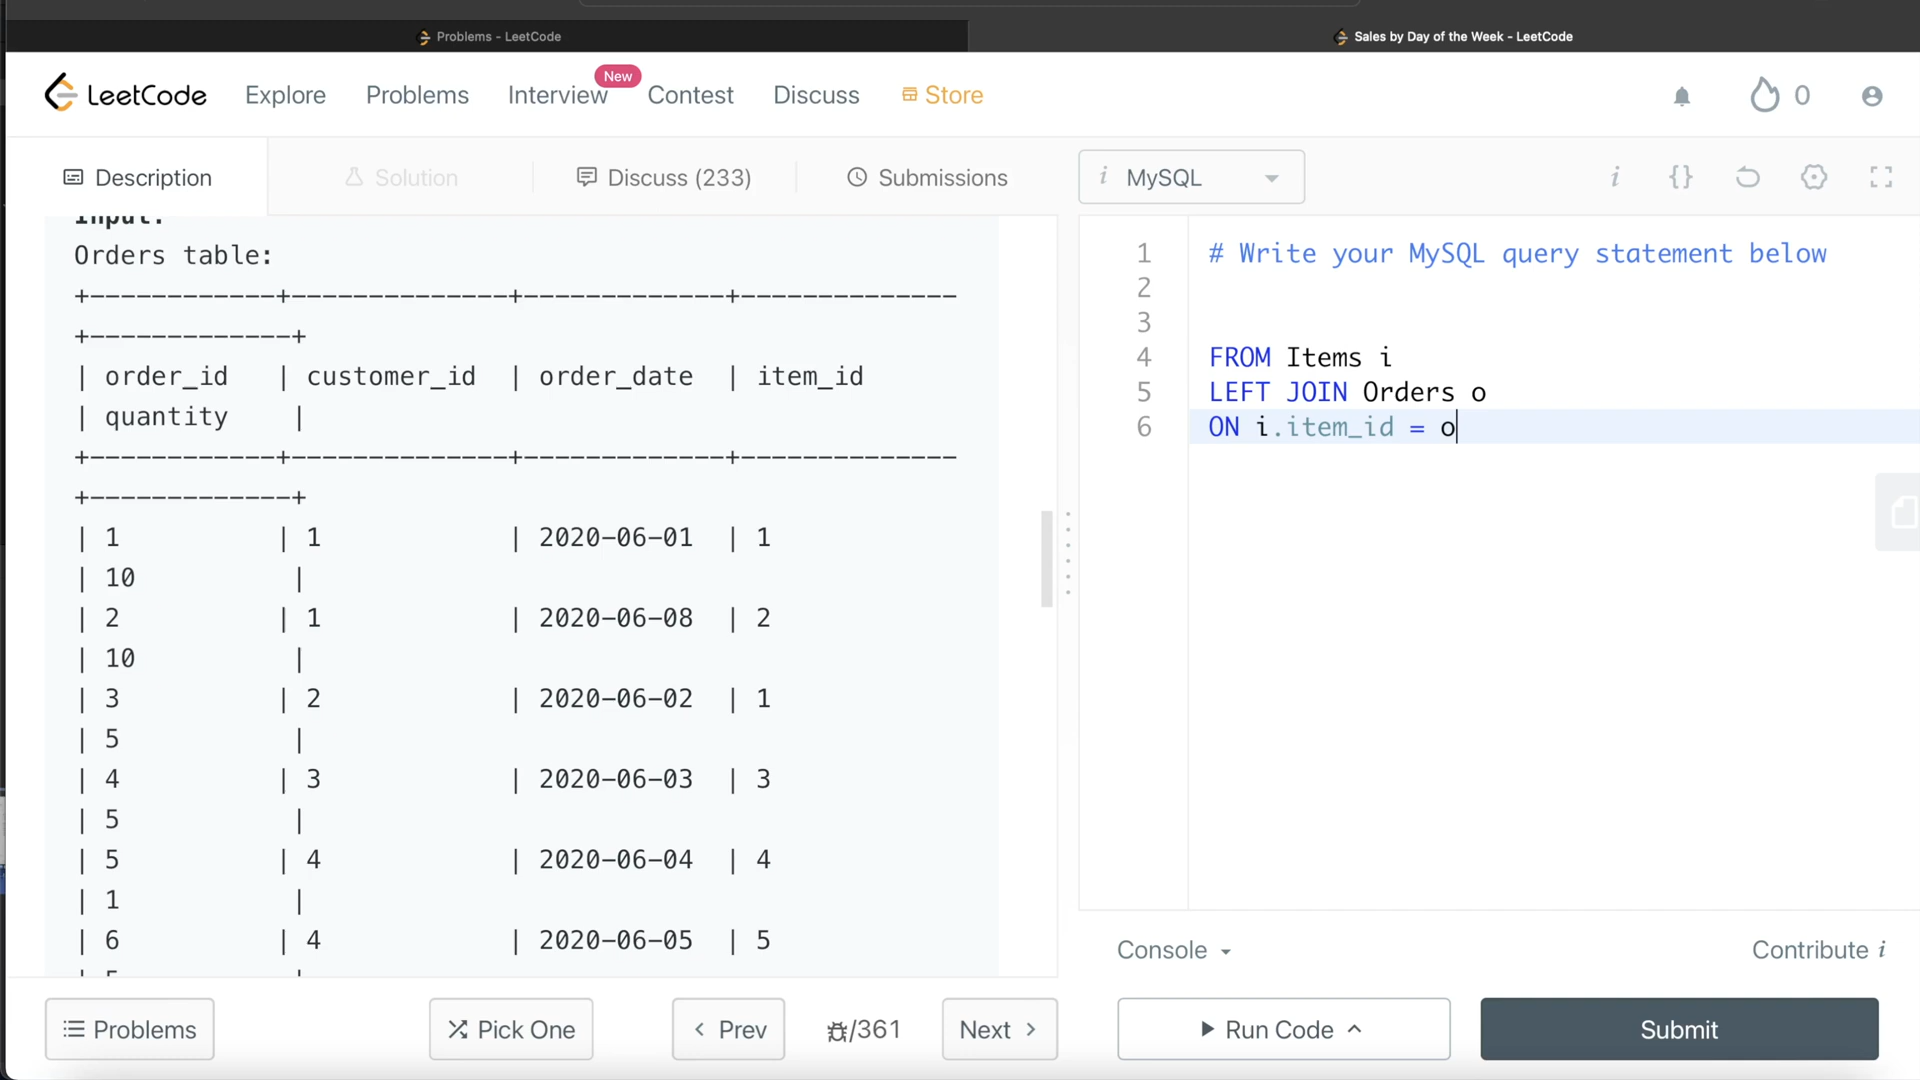 Problems - LeetCode
Sales by Day of the Week - LeetCode
LeetCode Explore Problems Interview New Contest Discuss Store 0
Description Solution Discuss (233) Submissions
MySQL
Input:
Orders table:
+------------+--------------+-------------+--------------
+-------------+
| order_id | customer_id | order_date | item_id
| quantity |
+------------+--------------+-------------+--------------
+-------------+
| 1 | 1 | 2020-06-01 | 1
| 10 |
| 2 | 1 | 2020-06-08 | 2
| 10 |
| 3 | 2 | 2020-06-02 | 1
| 5 |
| 4 | 3 | 2020-06-03 | 3
| 5 |
| 5 | 4 | 2020-06-04 | 4
| 1 |
| 6 | 4 | 2020-06-05 | 5
1 # Write your MySQL query statement below
2
3
4 FROM Items i
5 LEFT JOIN Orders o
6 ON i.item_id = o
Console Contribute i
Problems Pick One Prev /361 Next Run Code Submit